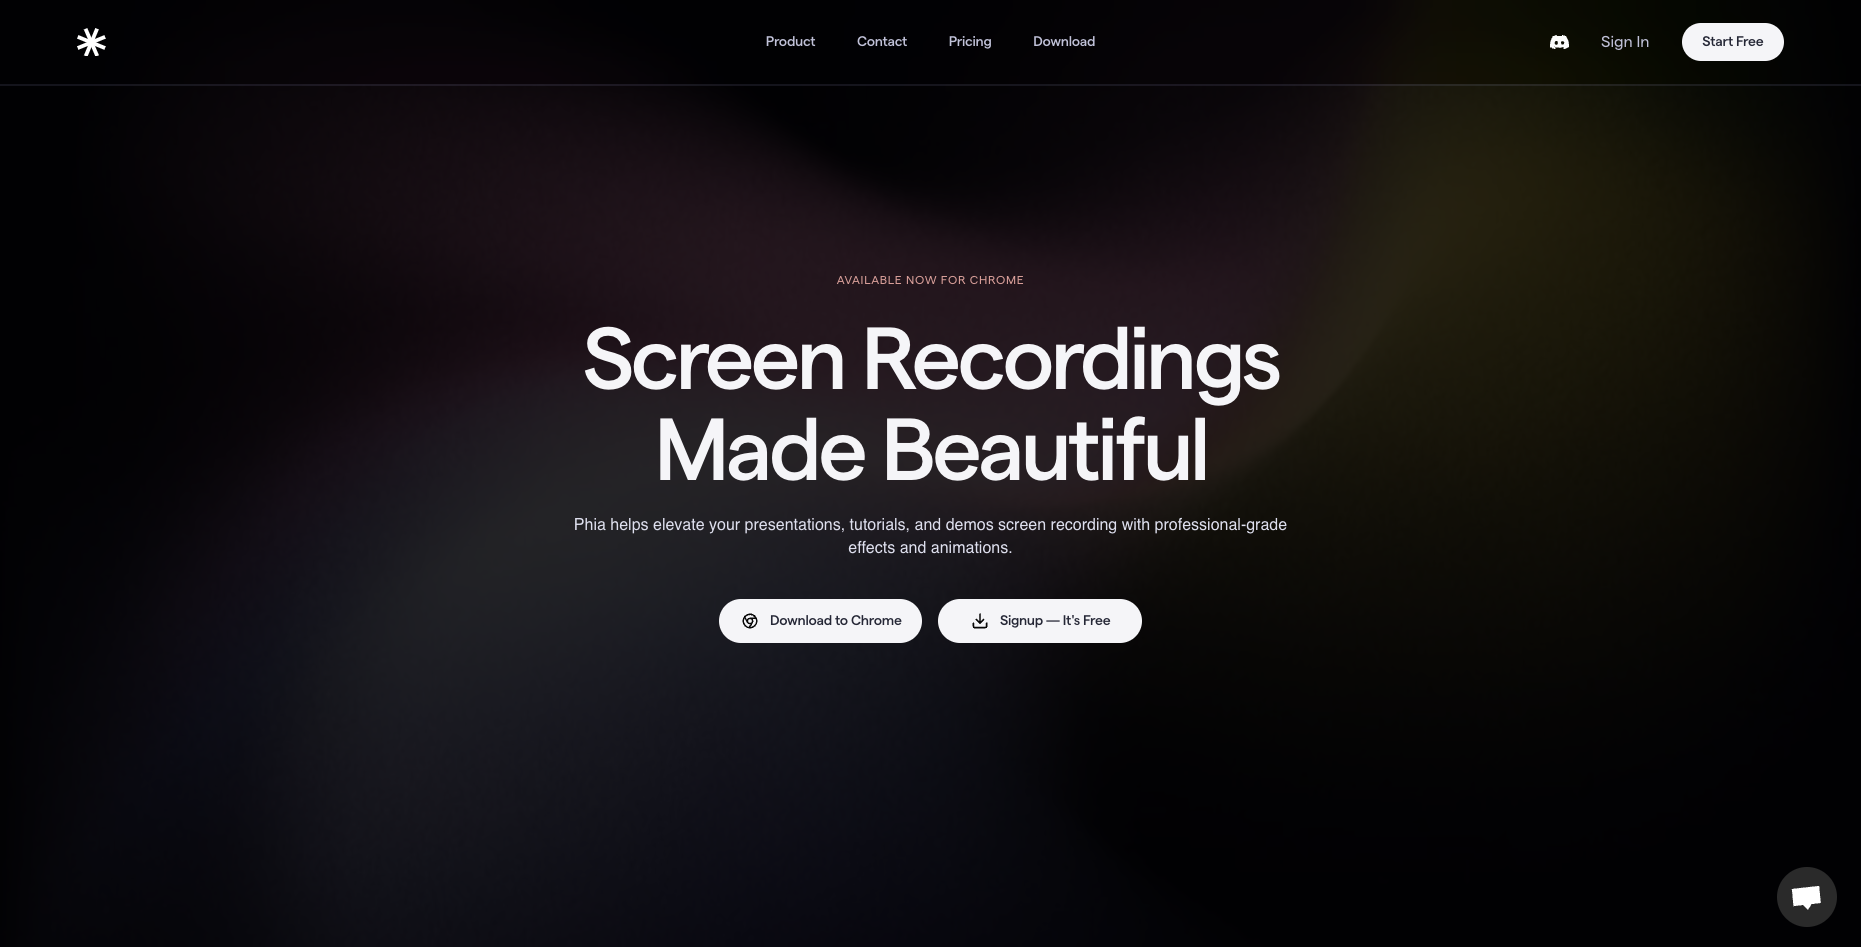 Product
Contact
Pricing
Download
Sign In
Start Free
AVAILABLE NOW FOR CHROME
Screen Recordings
Made Beautiful
Phia helps elevate your presentations, tutorials, and demos screen recording with professional-grade
effects and animations.
Download to Chrome
Signup — It's Free